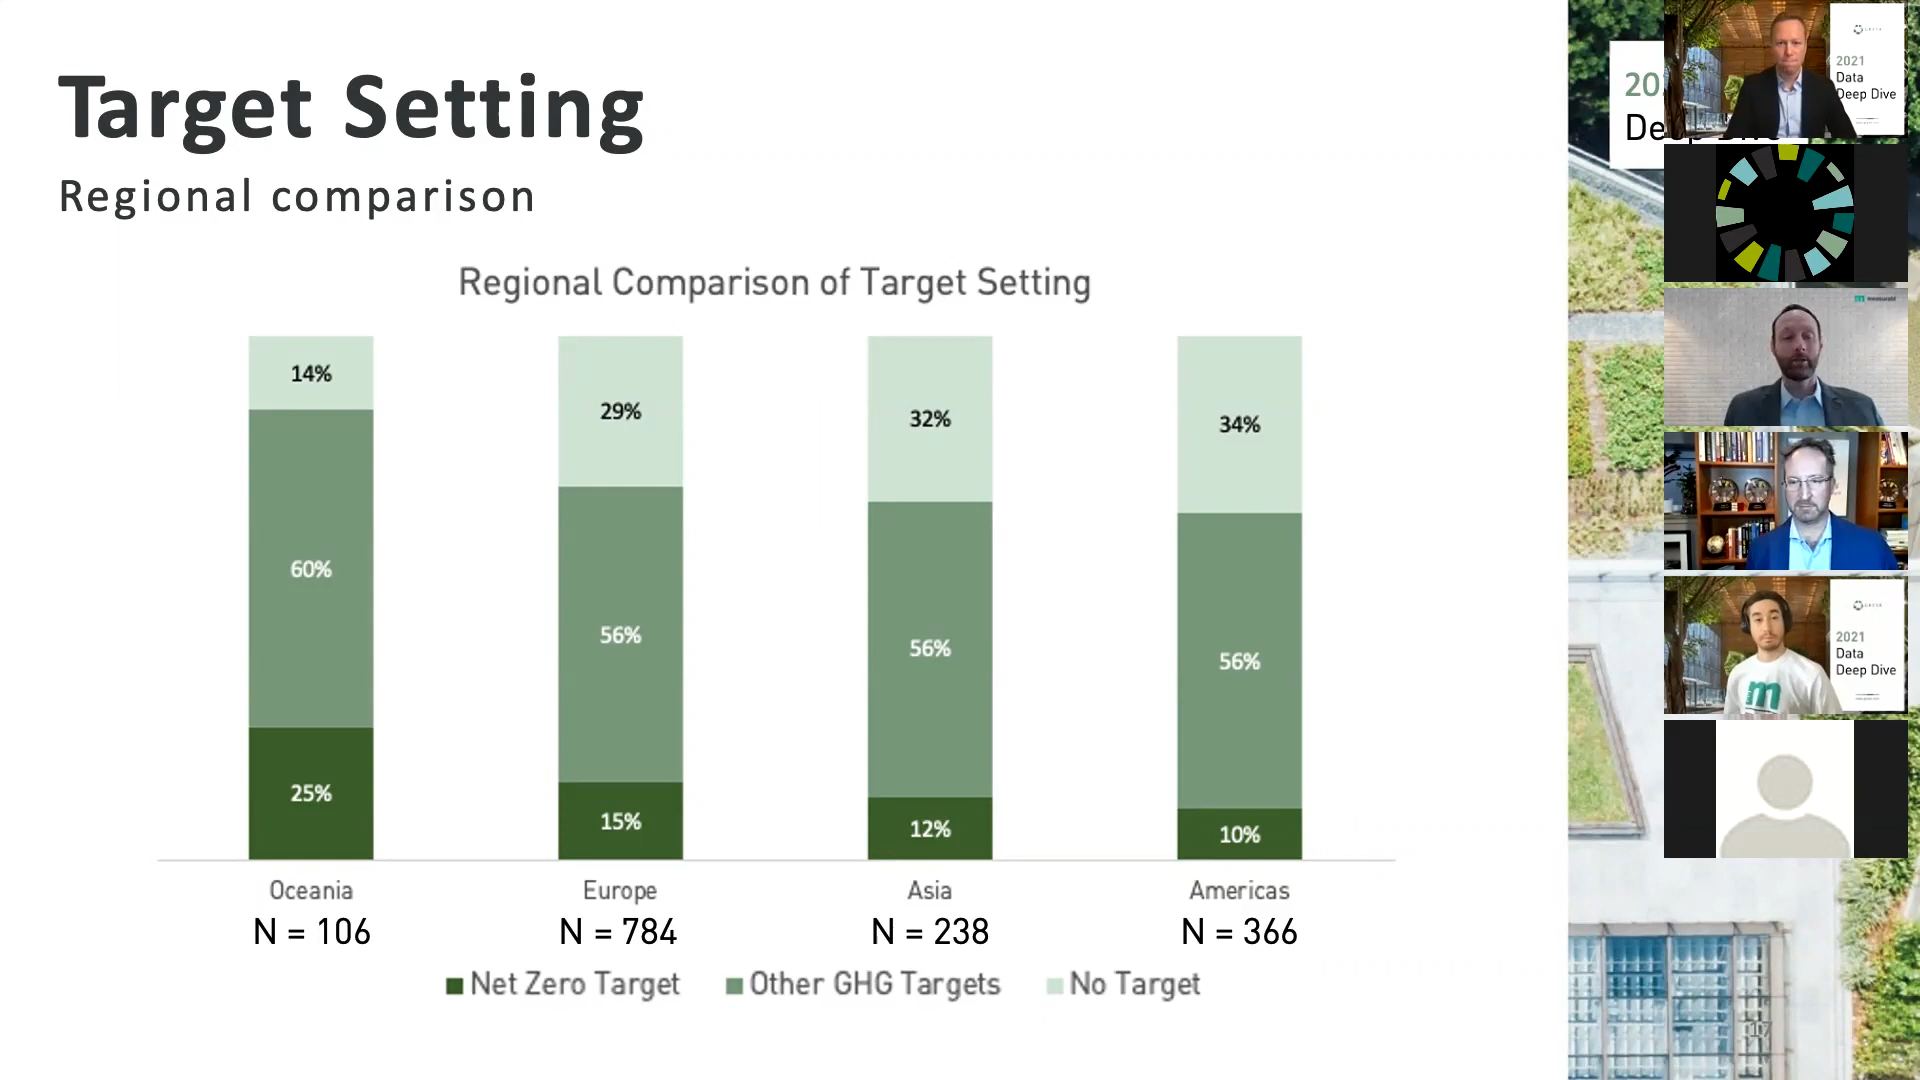 Target Setting
Regional comparison
Regional Comparison of Target Setting
14%
29%
32%
34%
60%
56%
56%
56%
25%
15%
12%
10%
Oceania
Europe
Asia
Americas
N = 106
N = 784
N = 238
N = 366
Net Zero Target
Other GHG Targets
No Target
2021
Data
Deep Dive
measurabl
m
2021
Data
Deep Dive
17